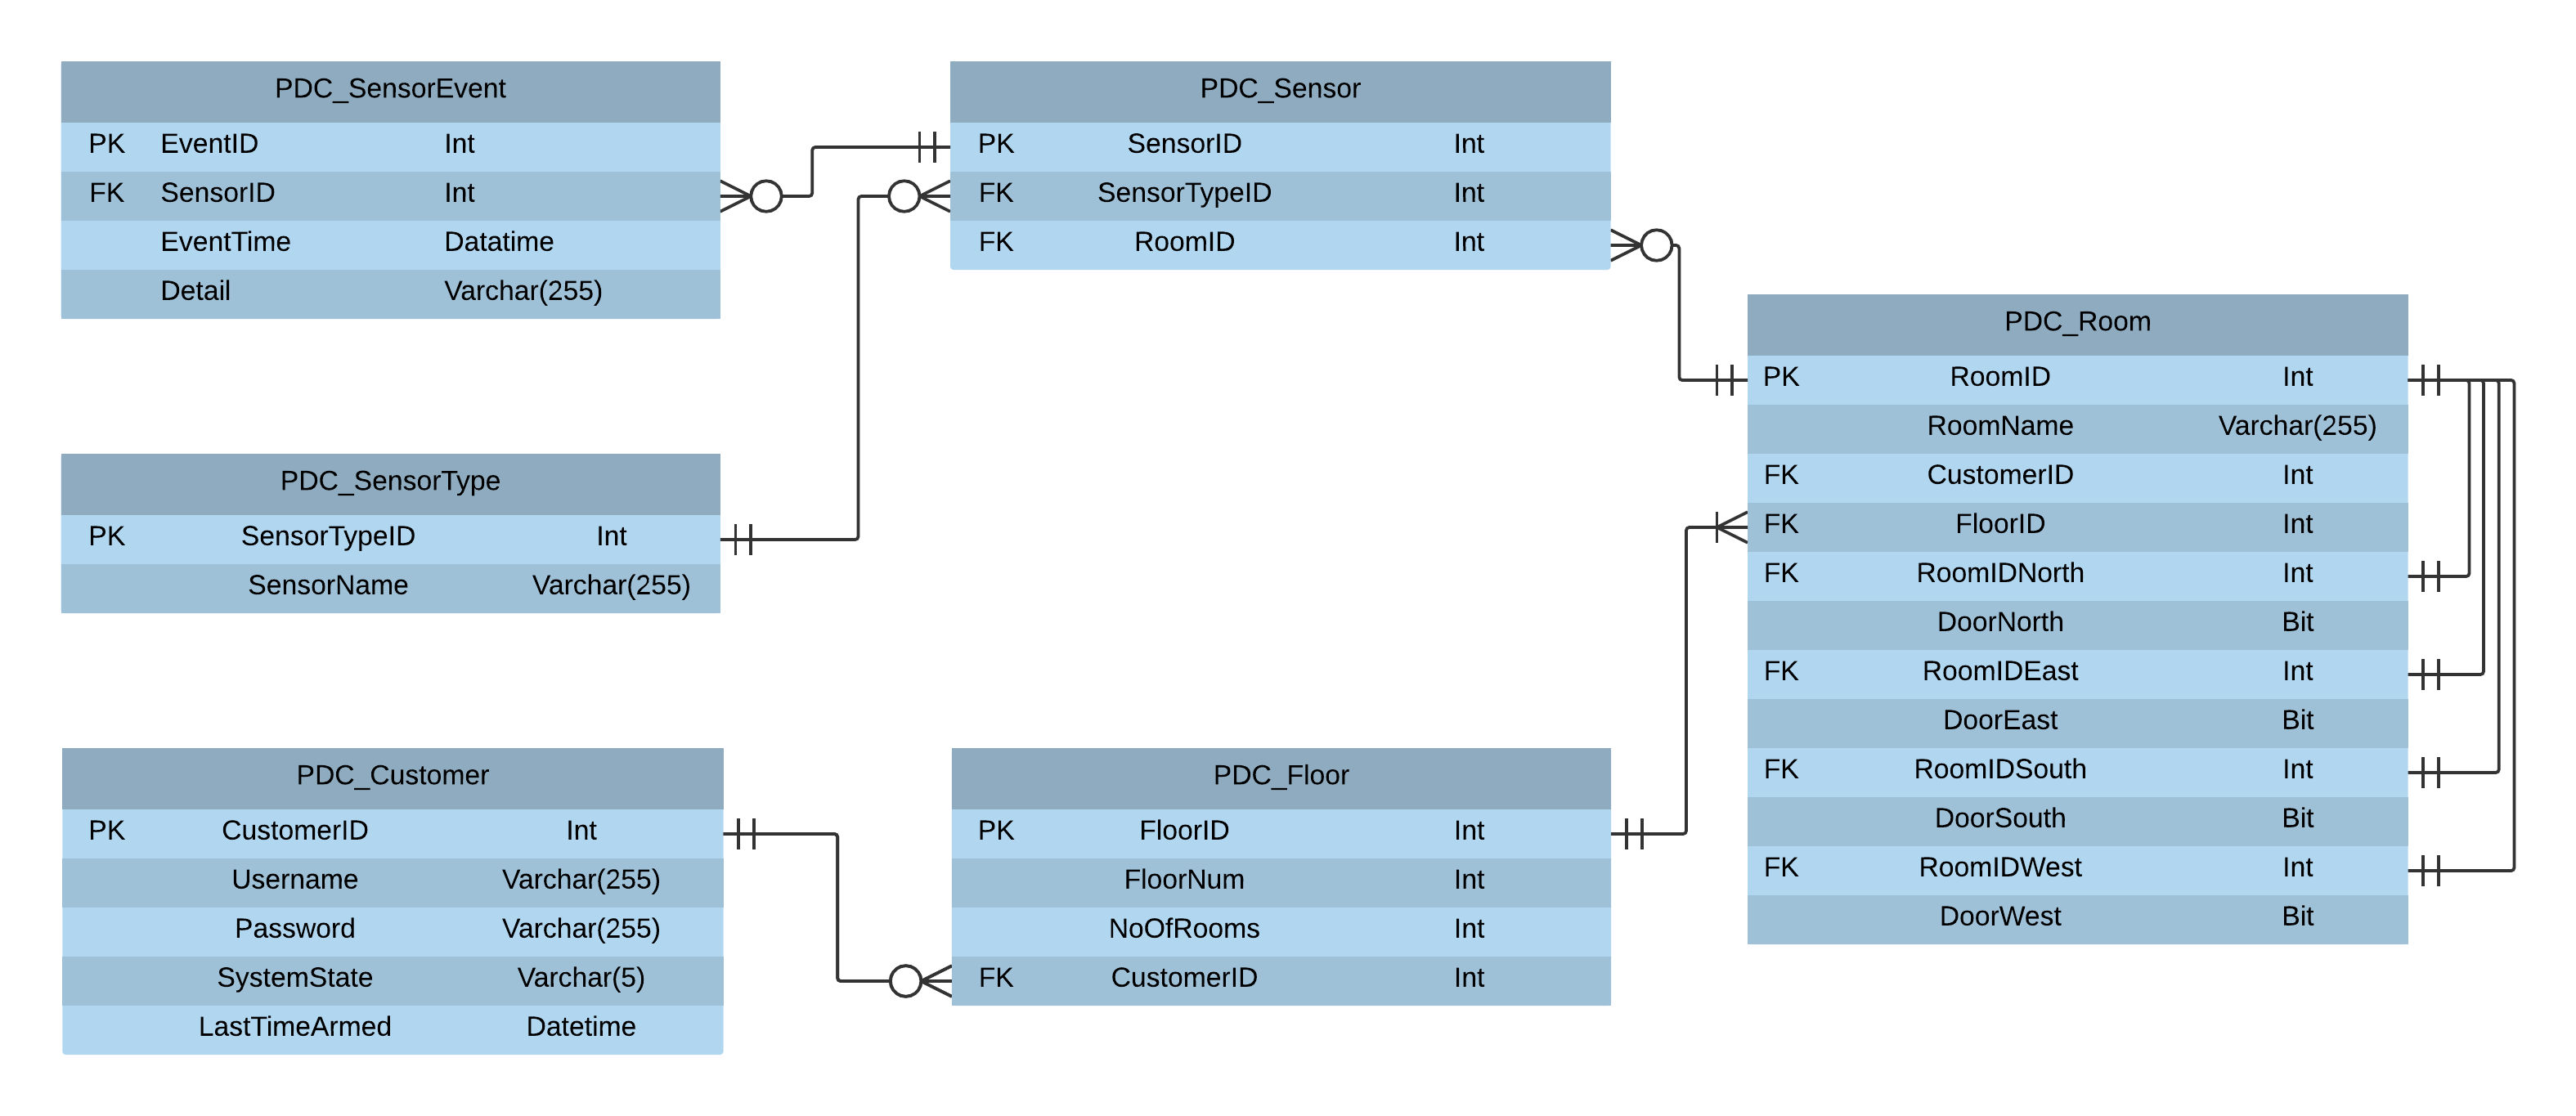 PDC_SensorEvent
PK EventID Int
FK SensorID Int
EventTime Datatime
Detail Varchar(255)
PDC_Sensor
PK SensorID Int
FK SensorTypeID Int
FK RoomID Int
PDC_Room
PK RoomID Int
RoomName Varchar(255)
FK CustomerID Int
FK FloorID Int
FK RoomIDNorth Int
DoorNorth Bit
FK RoomIDEast Int
DoorEast Bit
FK RoomIDSouth Int
DoorSouth Bit
FK RoomIDWest Int
DoorWest Bit
PDC_SensorType
PK SensorTypeID Int
SensorName Varchar(255)
PDC_Customer
PK CustomerID Int
Username Varchar(255)
Password Varchar(255)
SystemState Varchar(5)
LastTimeArmed Datetime
PDC_Floor
PK FloorID Int
FloorNum Int
NoOfRooms Int
FK CustomerID Int